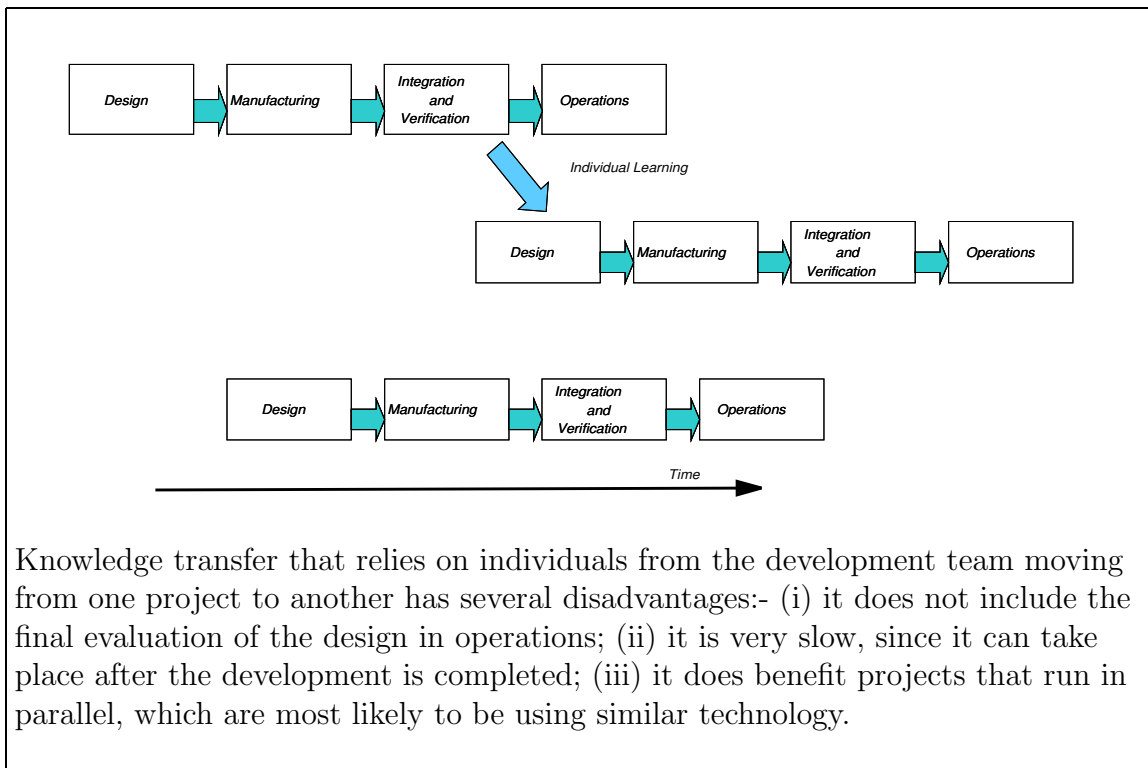 Design
Manufacturing
Integration
and
Verification
Operations
Individual Learning
Design
Manufacturing
Integration
and
Verification
Operations
Design
Manufacturing
Integration
and
Verification
Operations
Time
Knowledge transfer that relies on individuals from the development team moving
from one project to another has several disadvantages:- (i) it does not include the
final evaluation of the design in operations; (ii) it is very slow, since it can take
place after the development is completed; (iii) it does benefit projects that run in
parallel, which are most likely to be using similar technology.